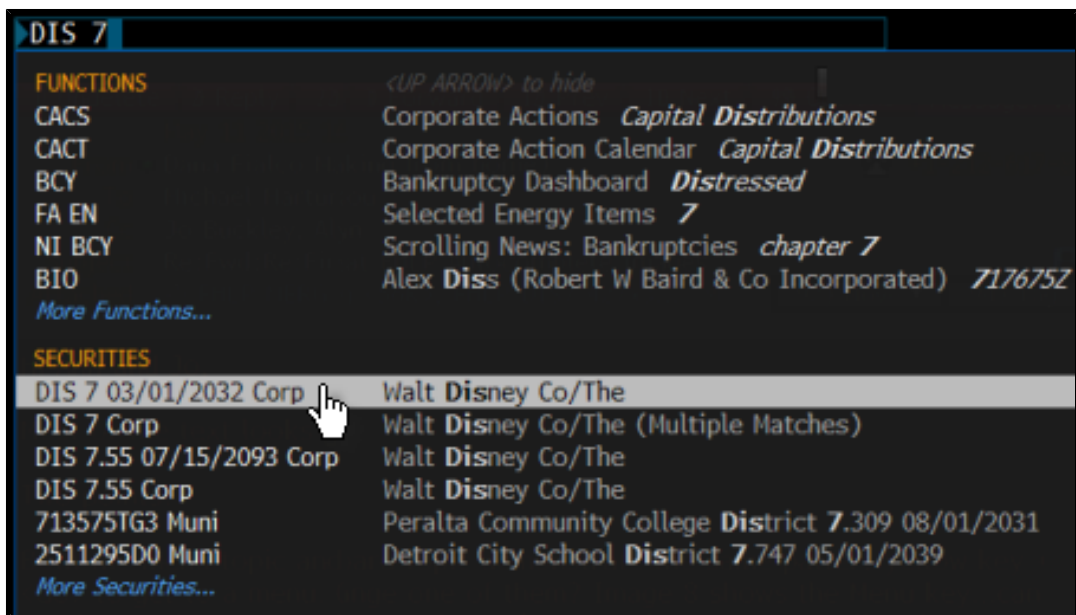 DIS 7
FUNCTIONS <UP ARROW> to hide
CACS Corporate Actions Capital Distributions
CACT Corporate Action Calendar Capital Distributions
BCY Bankruptcy Dashboard Distressed
FA EN Selected Energy Items 7
NI BCY Scrolling News: Bankruptcies chapter 7
BIO Alex Diss (Robert W Baird & Co Incorporated) 717675Z
More Functions...
SECURITIES
DIS 7 03/01/2032 Corp Walt Disney Co/The
DIS 7 Corp Walt Disney Co/The (Multiple Matches)
DIS 7.55 07/15/2093 Corp Walt Disney Co/The
DIS 7.55 Corp Walt Disney Co/The
713575TG3 Muni Peralta Community College District 7.309 08/01/2031
2511295D0 Muni Detroit City School District 7.747 05/01/2039
More Securities...